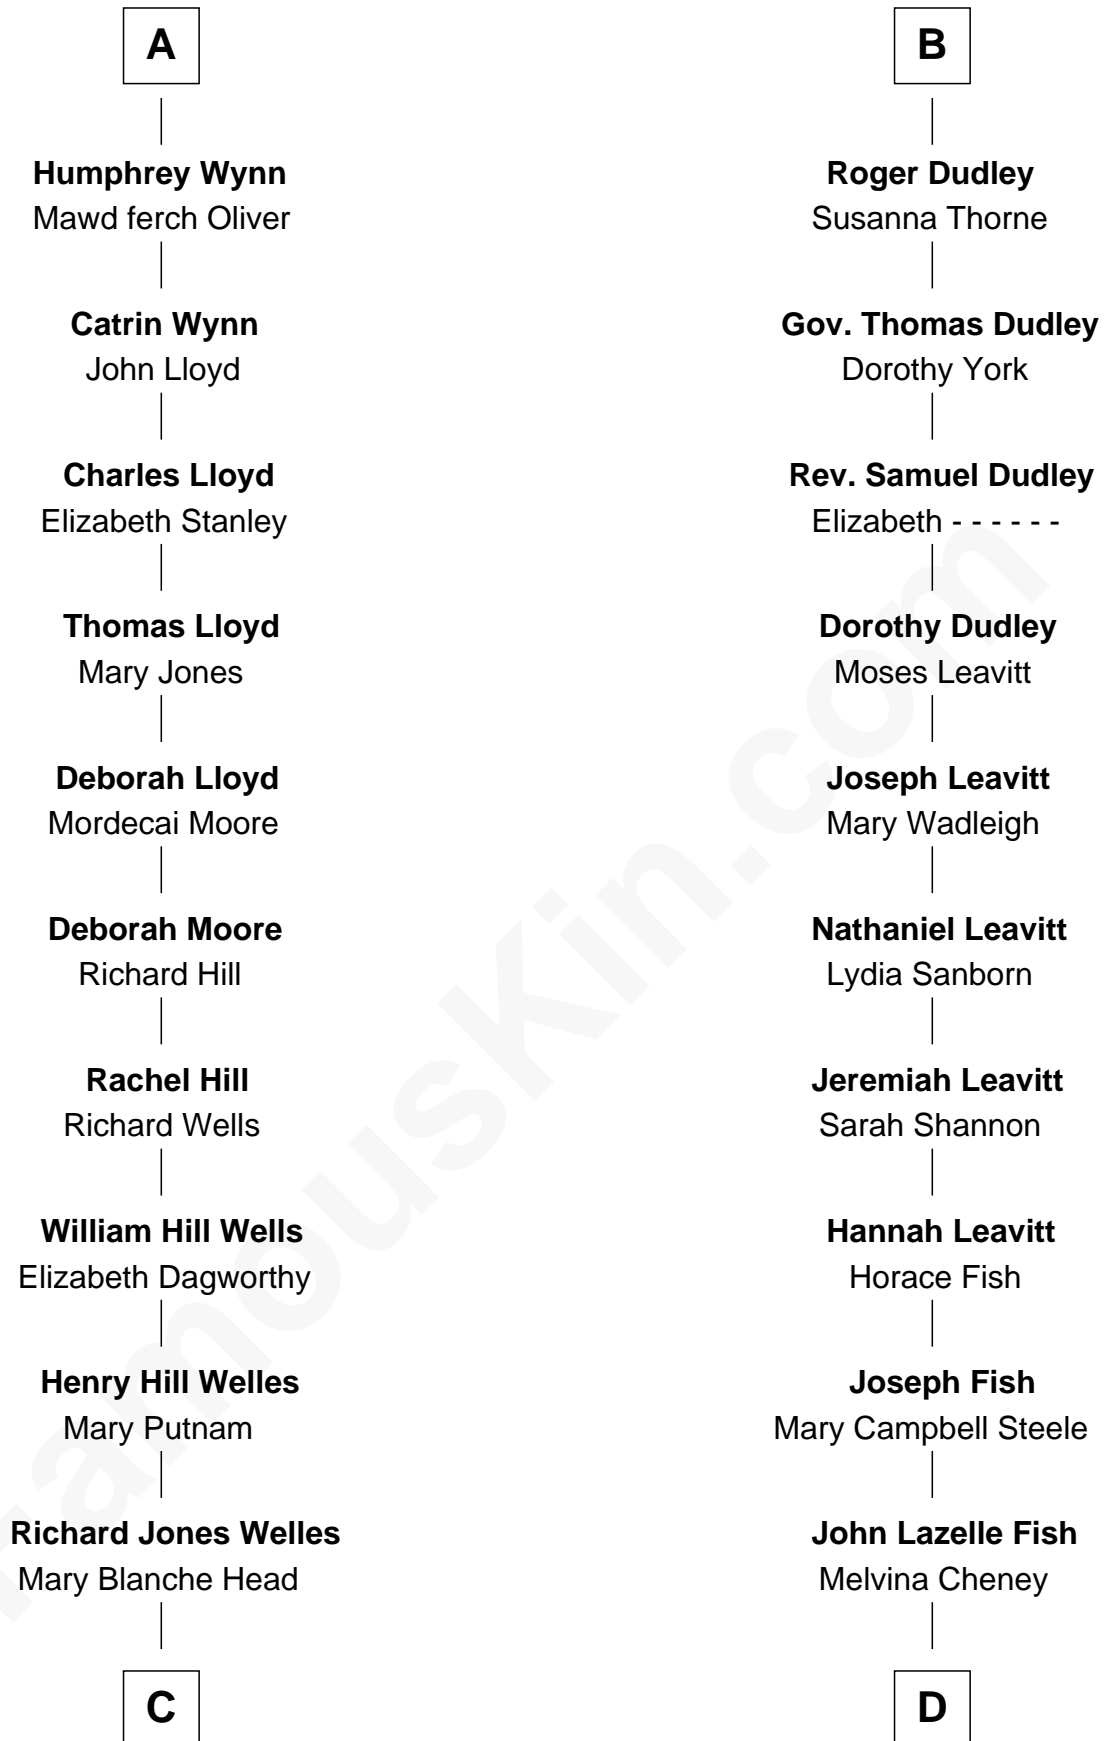 A
Humphrey Wynn
Mawd ferch Oliver
Catrin Wynn
John Lloyd
Charles Lloyd
Elizabeth Stanley
Thomas Lloyd
Mary Jones
Deborah Lloyd
Mordecai Moore
Deborah Moore
Richard Hill
Rachel Hill
Richard Wells
William Hill Wells
Elizabeth Dagworthy
Henry Hill Welles
Mary Putnam
Richard Jones Welles
Mary Blanche Head
C
B
Roger Dudley
Susanna Thorne
Gov. Thomas Dudley
Dorothy York
Rev. Samuel Dudley
Elizabeth - - - - - -
Dorothy Dudley
Moses Leavitt
Joseph Leavitt
Mary Wadleigh
Nathaniel Leavitt
Lydia Sanborn
Jeremiah Leavitt
Sarah Shannon
Hannah Leavitt
Horace Fish
Joseph Fish
Mary Campbell Steele
John Lazelle Fish
Melvina Cheney
D
famouskin.com